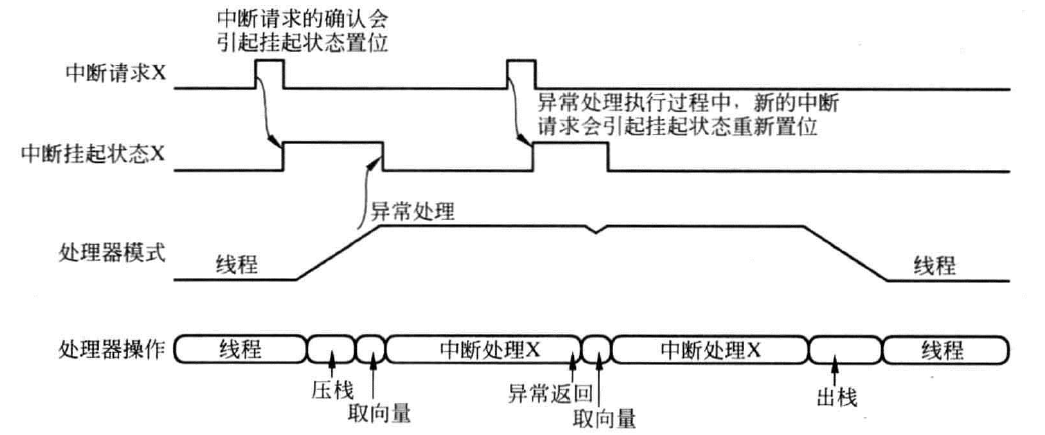 中断请求的确认会
引起挂起状态置位
中断请求X
异常处理执行过程中，新的中断
请求会引起挂起状态重新置位
中断挂起状态X
异常处理
处理器模式
线程
线程
处理器操作
线程
中断处理X
中断处理X
线程
压栈
取向量
异常返回
取向量
出栈